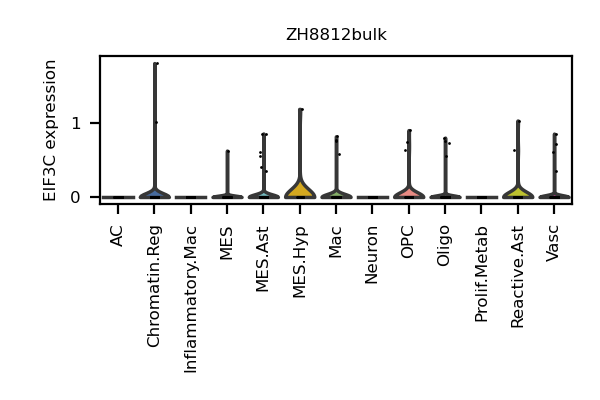 ZH8812bulk
EIF3C expression
1
0
AC
Chromatin.Reg
Inflammatory.Mac
MES
MES.Ast
MES.Hyp
Mac
Neuron
OPC
Oligo
Prolif.Metab
Reactive.Ast
Vasc